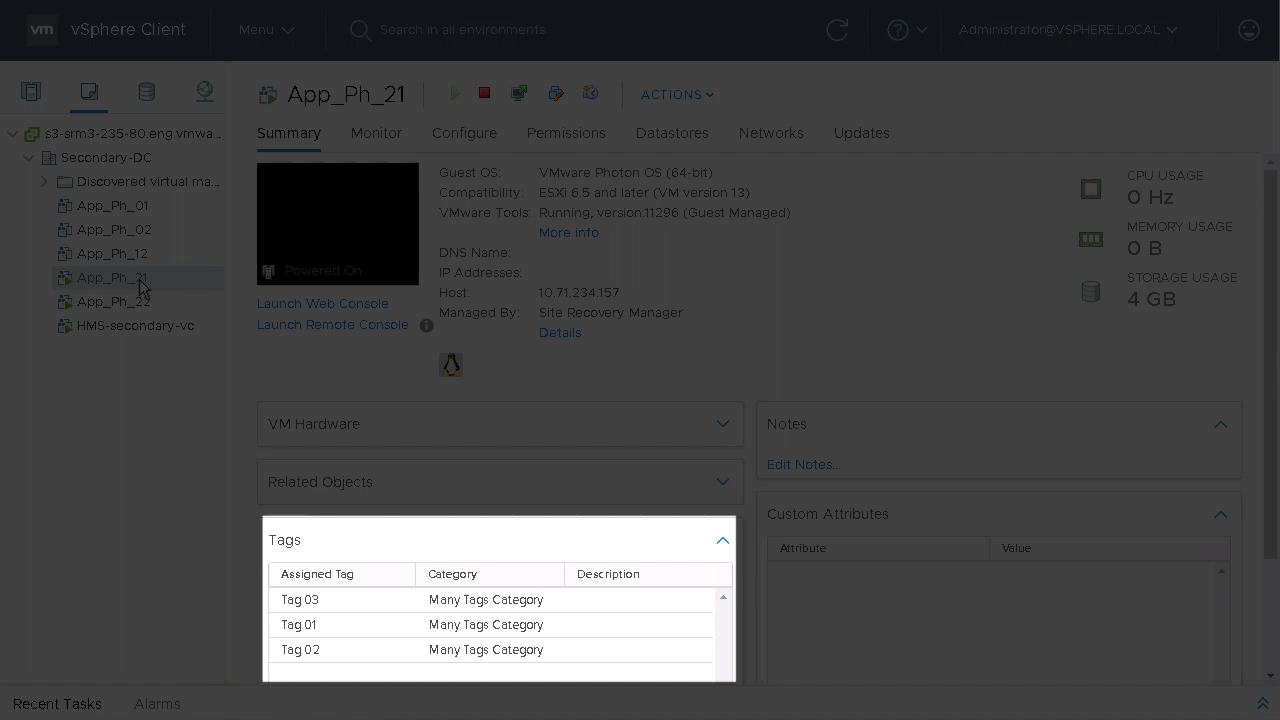 vm vSphere Client Menu Search in all environments Administrator@VSPHERE.LOCAL
App_Ph_21 ACTIONS
s3-srm3-235-80.eng.vmwa...
Secondary-DC
Discovered virtual ma...
App_Ph_01
App_Ph_02
App_Ph_12
App_Ph_21
App_Ph_22
HMS-secondary-vc
Summary Monitor Configure Permissions Datastores Networks Updates
Powered On
Launch Web Console
Launch Remote Console
Guest OS: VMware Photon OS (64-bit)
Compatibility: ESXi 6.5 and later (VM version 13)
VMware Tools: Running, version:11296 (Guest Managed)
More info
DNS Name:
IP Addresses:
Host: 10.71.234.157
Managed By: Site Recovery Manager
Details
CPU USAGE
0 Hz
MEMORY USAGE
0 B
STORAGE USAGE
4 GB
VM Hardware
Related Objects
Tags
Assigned Tag Category Description
Tag 03 Many Tags Category
Tag 01 Many Tags Category
Tag 02 Many Tags Category
Notes
Edit Notes...
Custom Attributes
Attribute Value
Recent Tasks Alarms